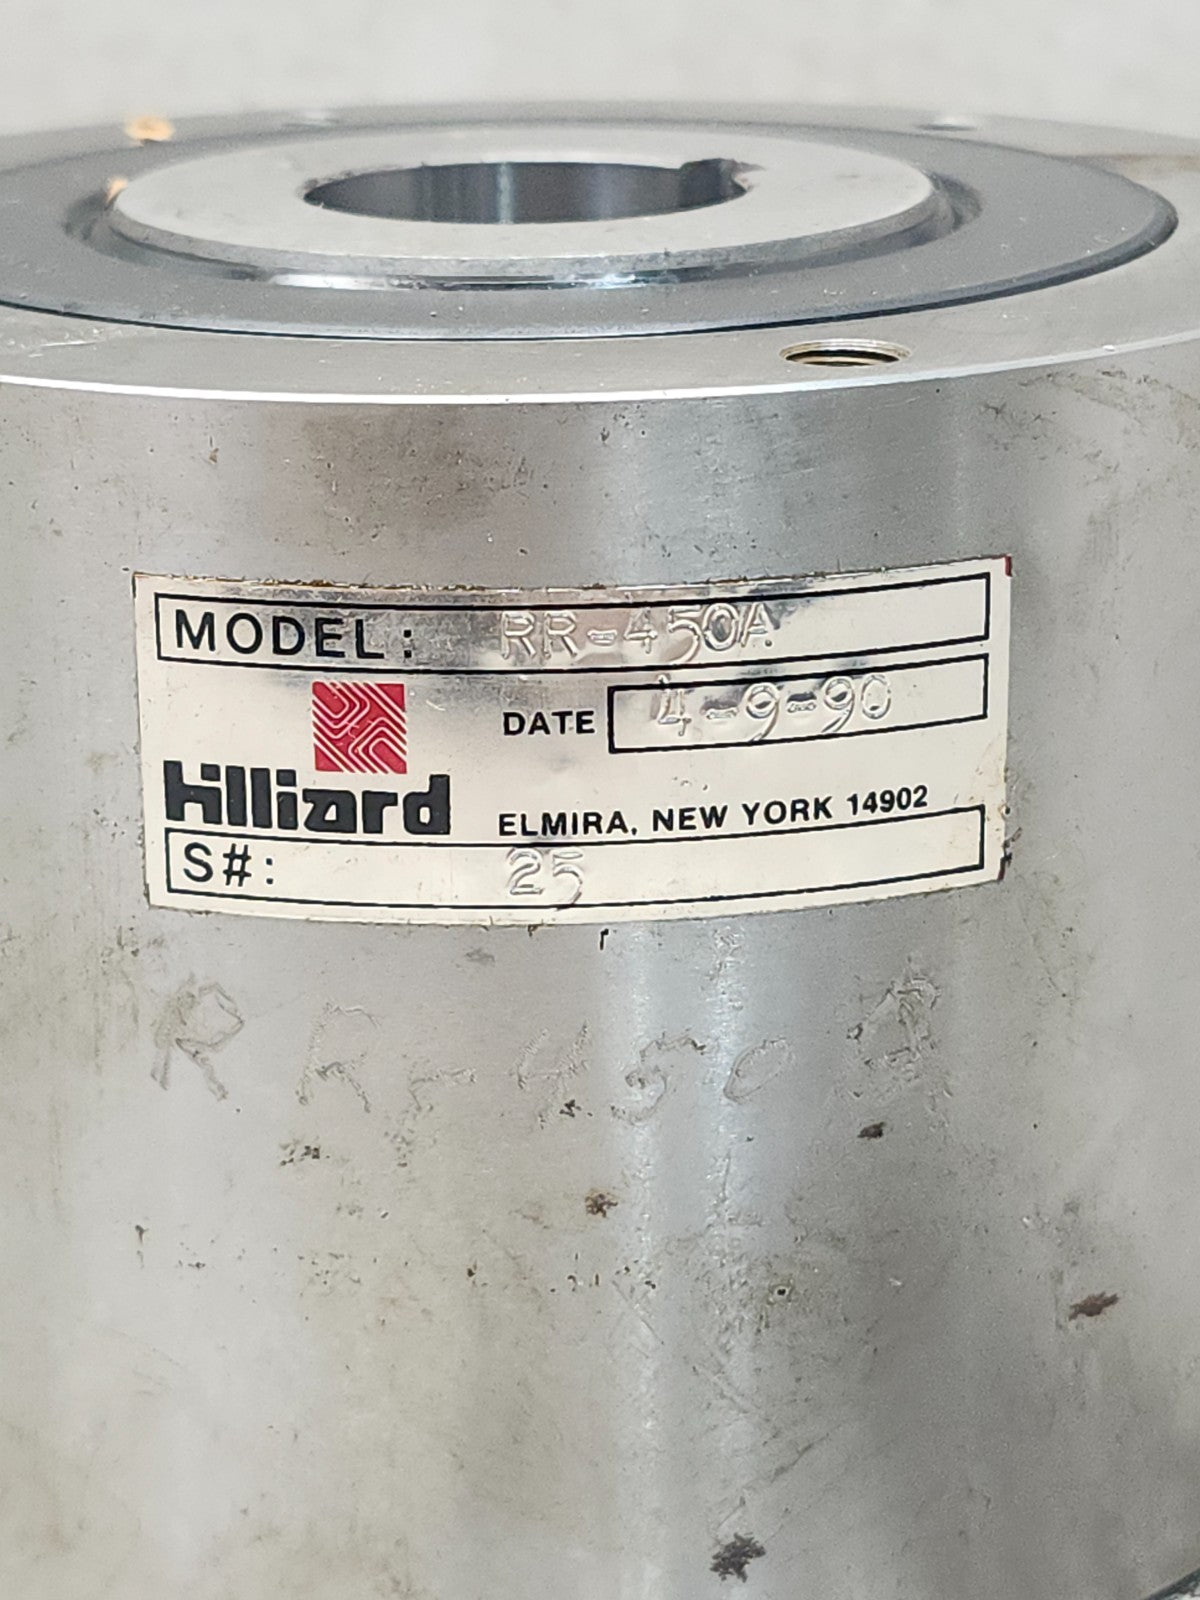 MODEL: RR-450A
DATE 4-9-90
Hilliard ELMIRA, NEW YORK 14902
S#: 25
RR-450